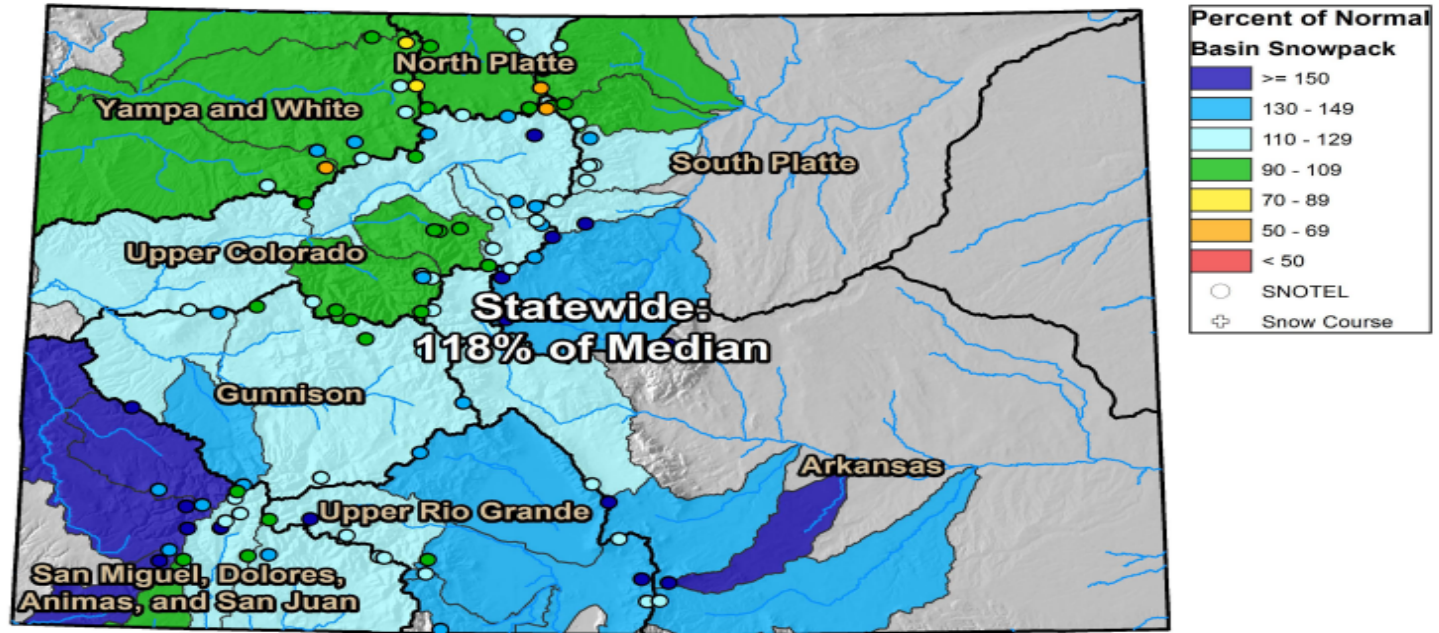 North Platte
Yampa and White
South Platte
Upper Colorado
Statewide:
118% of Median
Gunnison
Arkansas
Upper Rio Grande
San Miguel, Dolores,
Animas, and San Juan
Percent of Normal
Basin Snowpack
>= 150
130 - 149
110 - 129
90 - 109
70 - 89
50 - 69
< 50
SNOTEL
Snow Course